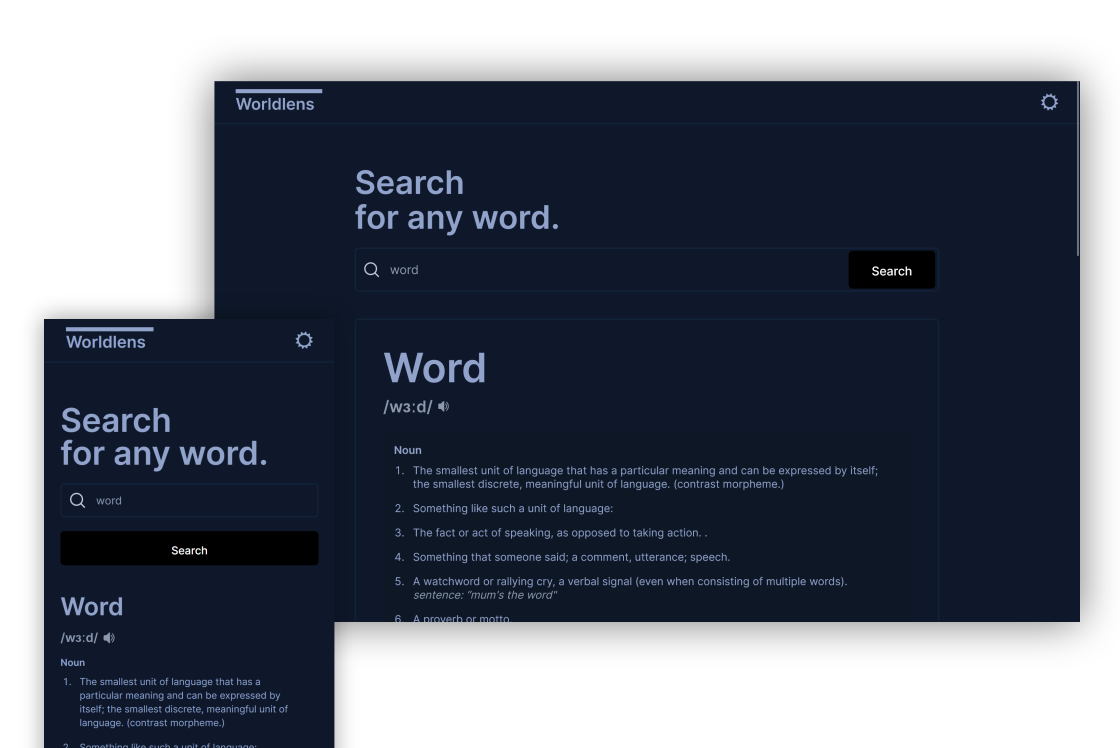 Worldlens
Search
for any word.
word
Search
Word
/wɜːd/
Noun
1. The smallest unit of language that has a particular meaning and can be expressed by itself;
the smallest discrete, meaningful unit of language. (contrast morpheme.)
2. Something like such a unit of language:
3. The fact or act of speaking, as opposed to taking action. .
4. Something that someone said; a comment, utterance; speech.
5. A watchword or rallying cry, a verbal signal (even when consisting of multiple words).
sentence: “mum's the word"
6. A proverb or motto.
Worldlens
Search
for any word.
word
Search
Word
/wɜːd/
Noun
1. The smallest unit of language that has a
particular meaning and can be expressed by
itself; the smallest discrete, meaningful unit of
language. (contrast morpheme.)
2. Something like such a unit of language: